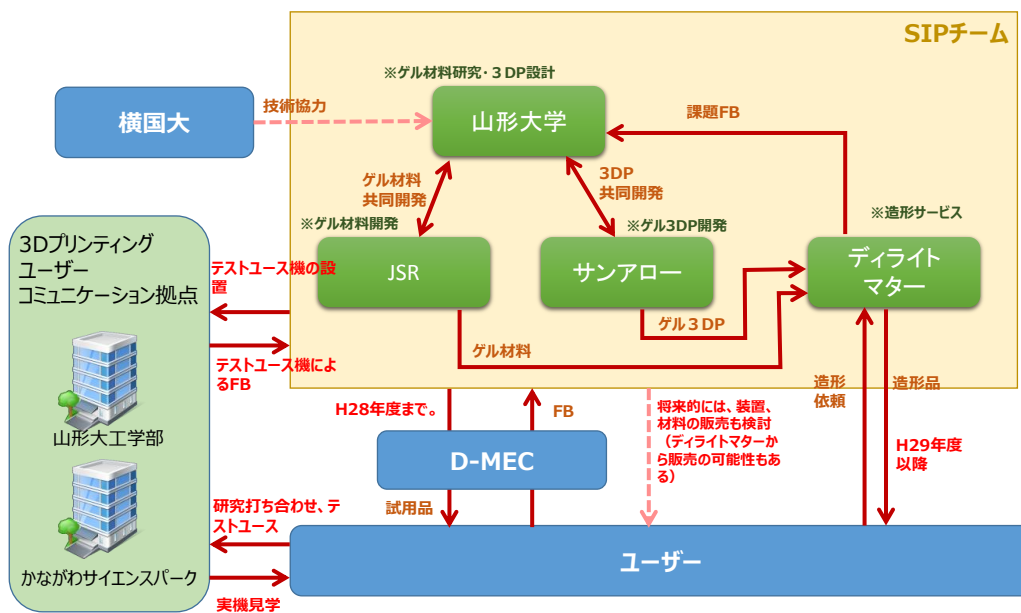 SIPチーム
※ゲル材料研究・３DP設計
横国大
技術協力
山形大学
課題FB
ゲル材料
共同開発
3DP
共同開発
※造形サービス
※ゲル材料開発
※ゲル3DP開発
3Dプリンティング
ユーザー
コミュニケーション拠点
テストユース機の設
置
JSR
サンアロー
ディライト
マター
ゲル３DP
ゲル材料
テストユース機によ
るFB
山形大工学部
H28年度まで。
FB
将来的には、装置、
材料の販売も検討
（ディライトマターか
ら販売の可能性もあ
る）
造形
依頼
造形品
H29年度
以降
D-MEC
試用品
研究打ち合わせ、テ
ストユース
ユーザー
かながわサイエンスパーク
実機見学